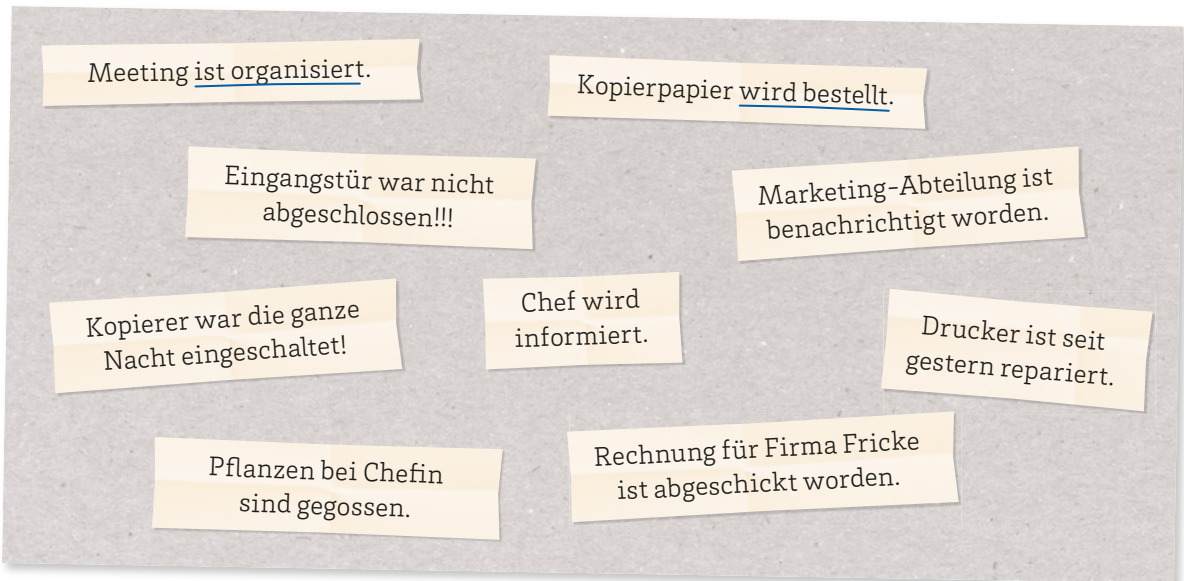 Meeting ist organisiert.
Kopierpapier wird bestellt.
Eingangstür war nicht
abgeschlossen!!!
Marketing-Abteilung ist
benachrichtigt worden.
Kopierer war die ganze
Nacht eingeschaltet!
Chef wird
informiert.
Drucker ist seit
gestern repariert.
Pflanzen bei Chefin
sind gegossen.
Rechnung für Firma Fricke
ist abgeschickt worden.